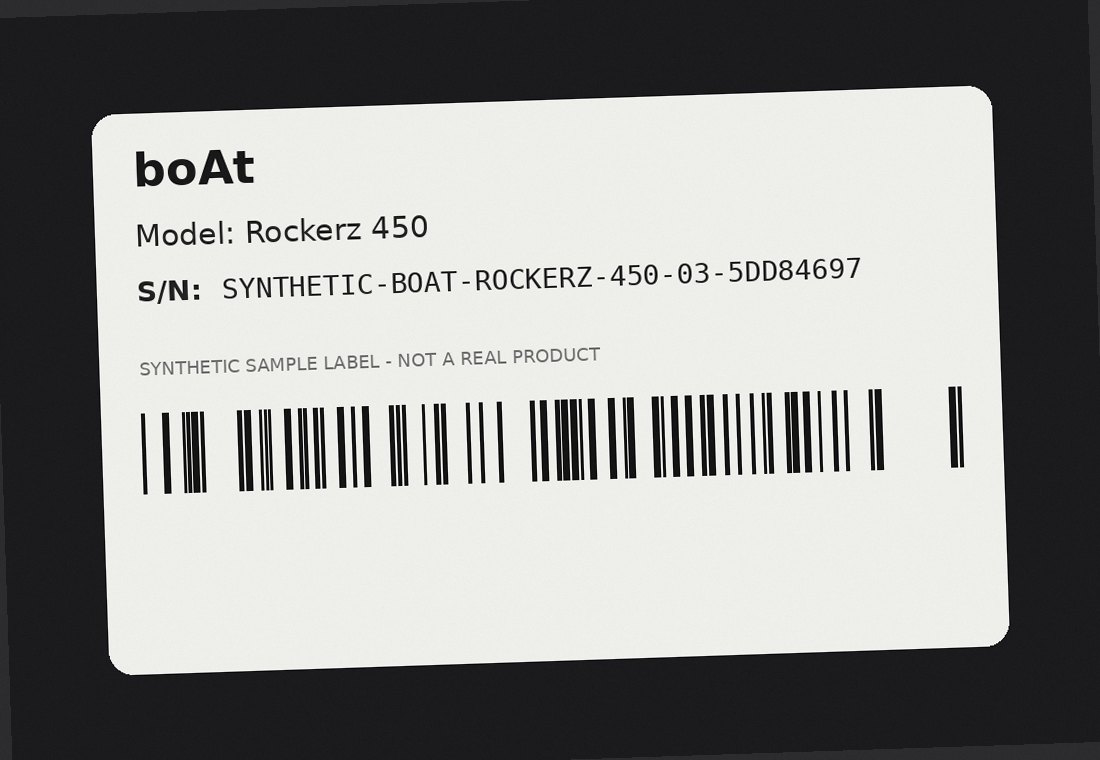 boAt
Model: Rockerz 450
S/N: SYNTHETIC-BOAT-ROCKERZ-450-03-5DD84697
SYNTHETIC SAMPLE LABEL - NOT A REAL PRODUCT